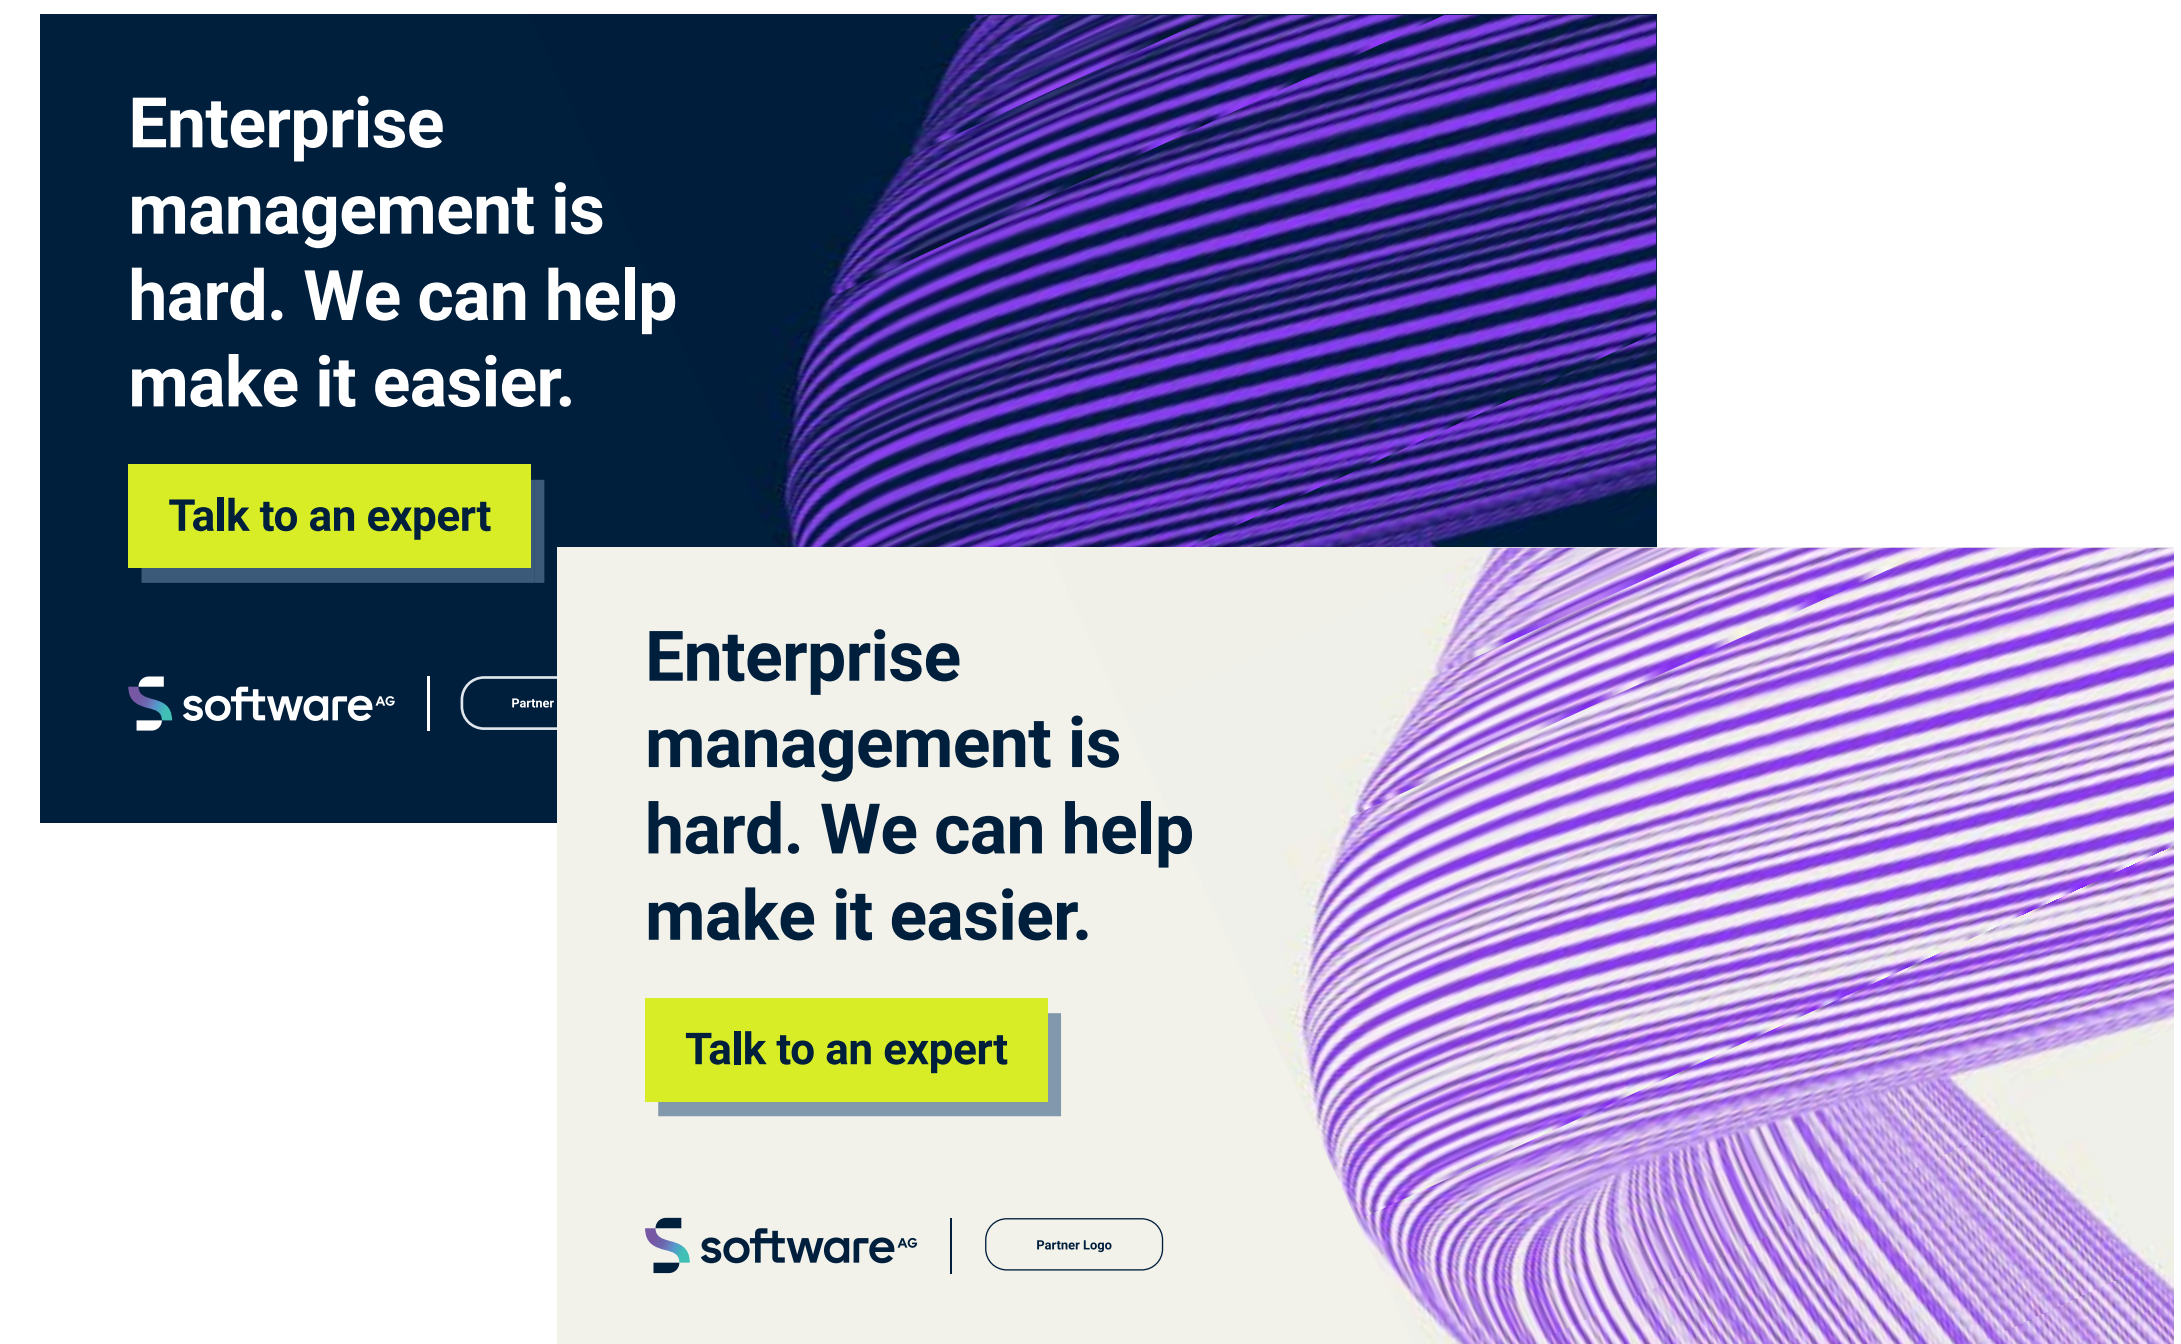 Enterprise
management is
hard. We can help
make it easier.
Talk to an expert
software AG
Partner
Enterprise
management is
hard. We can help
make it easier.
Talk to an expert
software AG
Partner Logo